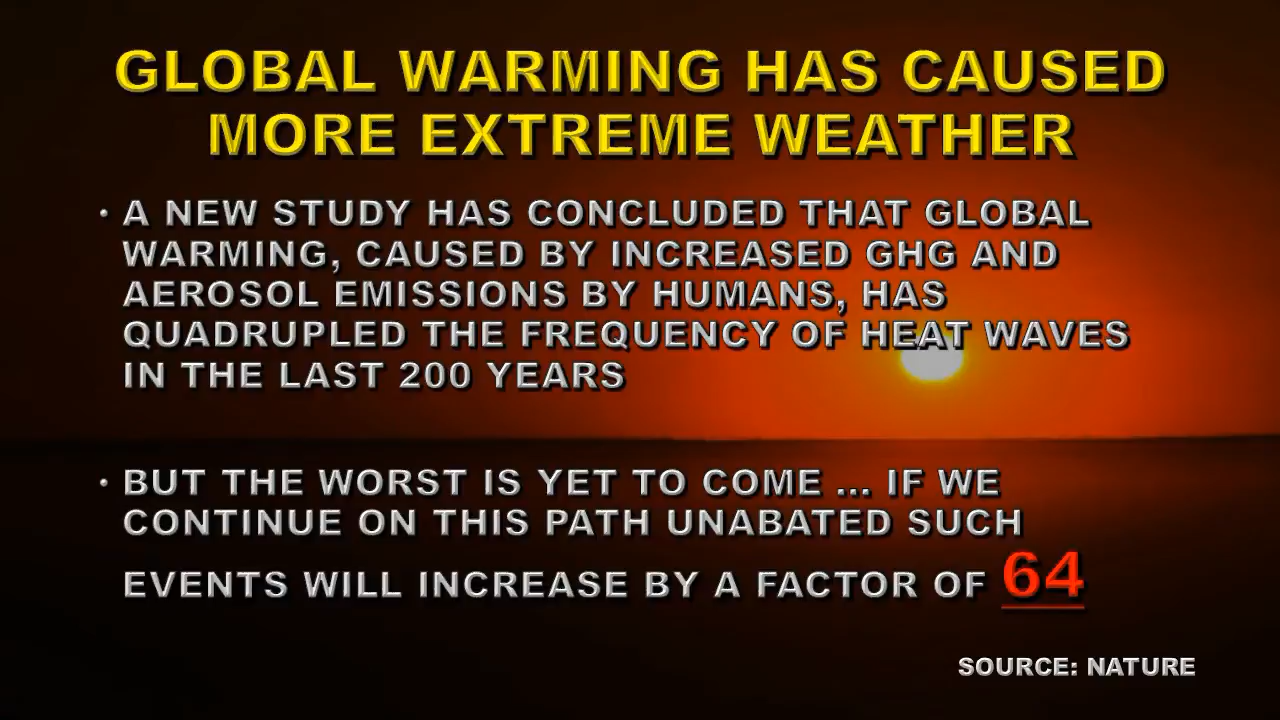 GLOBAL WARMING HAS CAUSED
MORE EXTREME WEATHER
• A NEW STUDY HAS CONCLUDED THAT GLOBAL
WARMING, CAUSED BY INCREASED GHG AND
AEROSOL EMISSIONS BY HUMANS, HAS
QUADRUPLED THE FREQUENCY OF HEAT WAVES
IN THE LAST 200 YEARS
• BUT THE WORST IS YET TO COME ... IF WE
CONTINUE ON THIS PATH UNABATED SUCH
EVENTS WILL INCREASE BY A FACTOR OF 64
SOURCE: NATURE